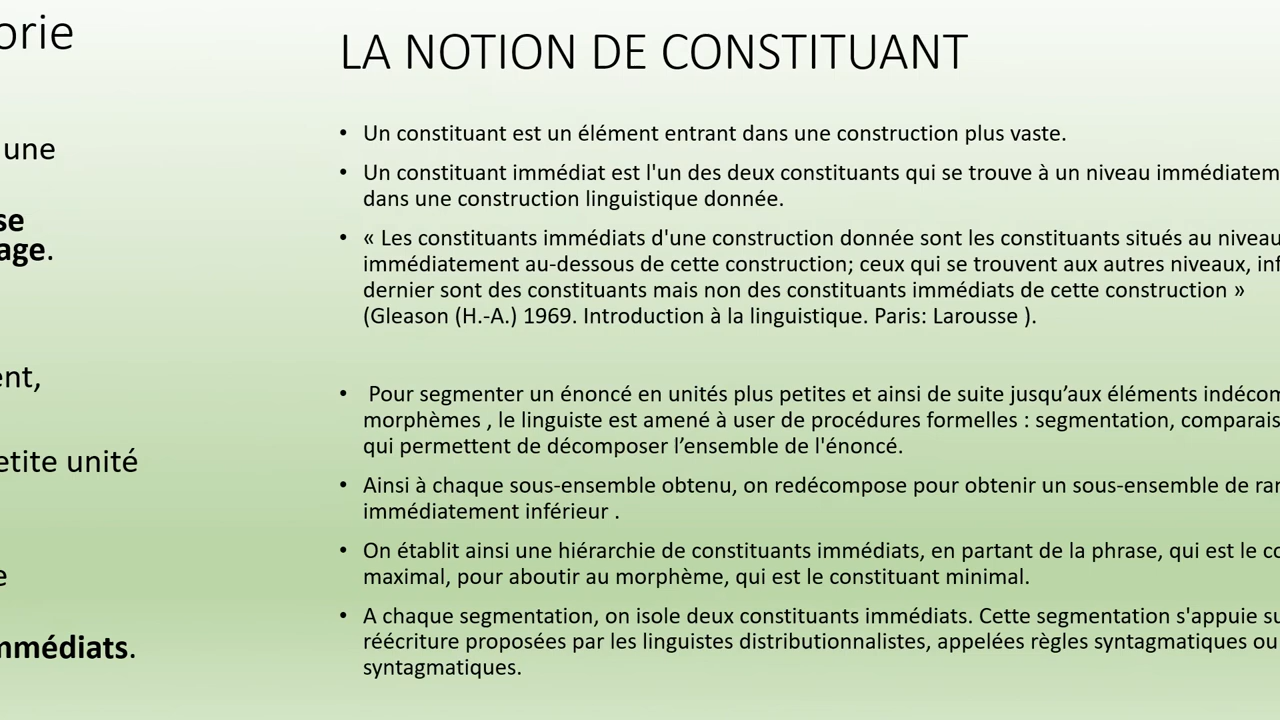 orie
une
se
age.
ent,
etite unité
e
mmédiats.
LA NOTION DE CONSTITUANT
• Un constituant est un élément entrant dans une construction plus vaste.
• Un constituant immédiat est l'un des deux constituants qui se trouve à un niveau immédiatem
dans une construction linguistique donnée.
• « Les constituants immédiats d'une construction donnée sont les constituants situés au niveau
immédiatement au-dessous de cette construction; ceux qui se trouvent aux autres niveaux, inf
dernier sont des constituants mais non des constituants immédiats de cette construction »
(Gleason (H.-A.) 1969. Introduction à la linguistique. Paris: Larousse ).
• Pour segmenter un énoncé en unités plus petites et ainsi de suite jusqu’aux éléments indécom
morphèmes , le linguiste est amené à user de procédures formelles : segmentation, comparais
qui permettent de décomposer l’ensemble de l'énoncé.
• Ainsi à chaque sous-ensemble obtenu, on redécompose pour obtenir un sous-ensemble de ran
immédiatement inférieur .
• On établit ainsi une hiérarchie de constituants immédiats, en partant de la phrase, qui est le co
maximal, pour aboutir au morphème, qui est le constituant minimal.
• A chaque segmentation, on isole deux constituants immédiats. Cette segmentation s'appuie su
réécriture proposées par les linguistes distributionnalistes, appelées règles syntagmatiques ou
syntagmatiques.